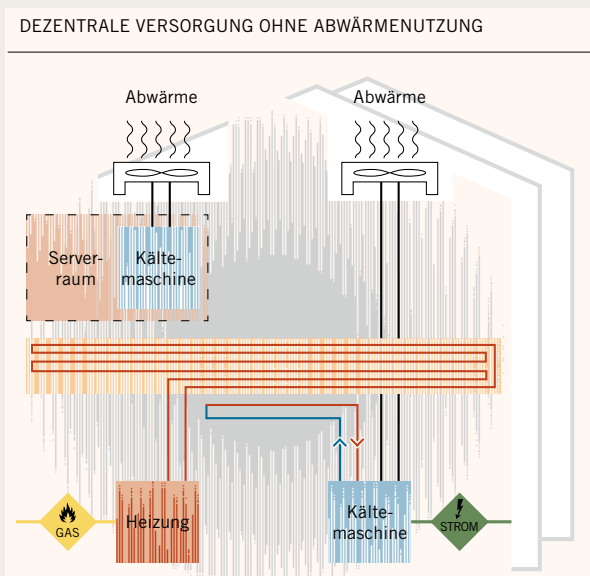 DEZENTRALE VERSORGUNG OHNE ABWÄRMENUTZUNG
Abwärme
Abwärme
Server-
raum
Kälte-
maschine
Heizung
Kälte-
maschine
GAS
STROM